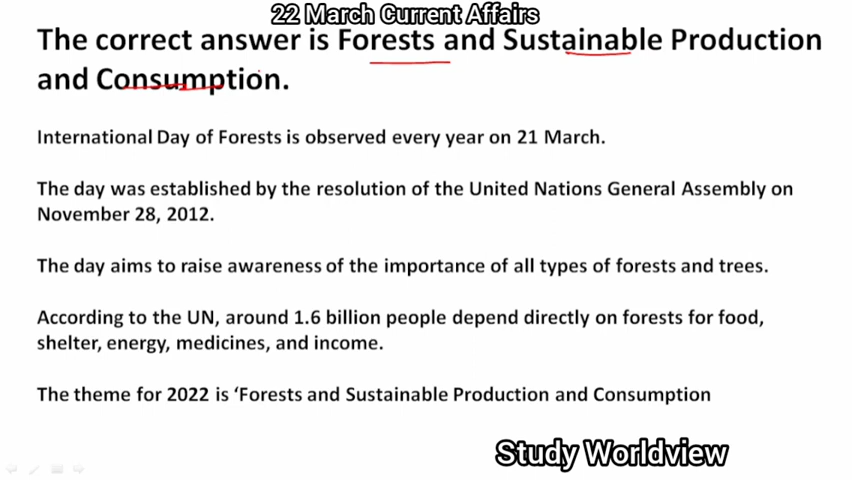 22 March Current Affairs
The correct answer is Forests and Sustainable Production
and Consumption.
International Day of Forests is observed every year on 21 March.
The day was established by the resolution of the United Nations General Assembly on
November 28, 2012.
The day aims to raise awareness of the importance of all types of forests and trees.
According to the UN, around 1.6 billion people depend directly on forests for food,
shelter, energy, medicines, and income.
The theme for 2022 is ‘Forests and Sustainable Production and Consumption
Study Worldview